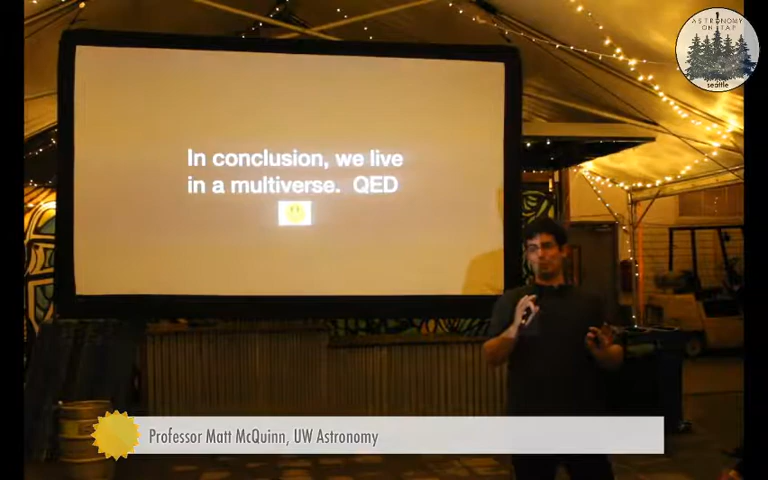 ASTRONOMY
ON TAP
seattle
In conclusion, we live
in a multiverse. QED
Professor Matt McQuinn, UW Astronomy